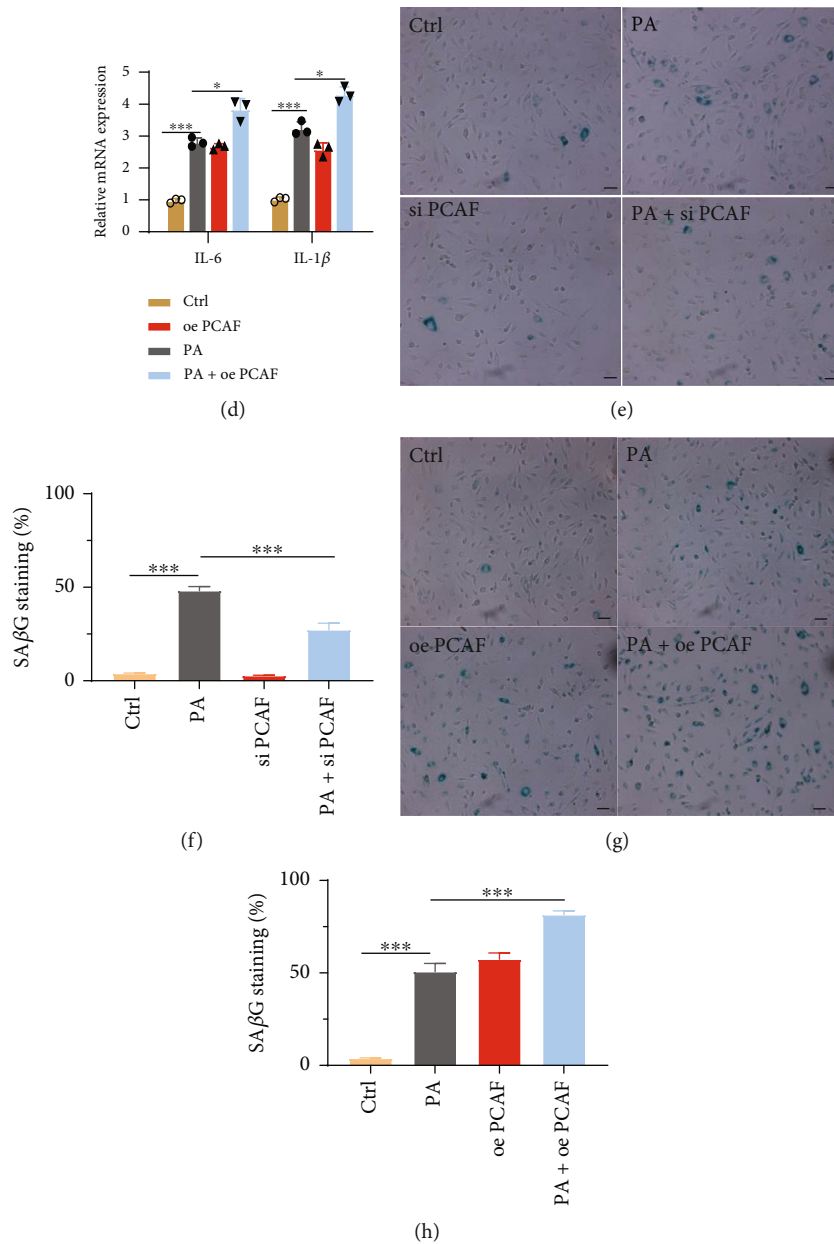 Relative mRNA expression
5
4
3
2
1
0
***
*
***
*
IL-6
IL-1β
Ctrl
oe PCAF
PA
PA + oe PCAF
(d)
Ctrl
PA
si PCAF
PA + si PCAF
(e)
SAβG staining (%)
100
50
0
***
***
Ctrl
PA
si PCAF
PA + si PCAF
(f)
Ctrl
PA
oe PCAF
PA + oe PCAF
(g)
SAβG staining (%)
100
50
0
***
***
Ctrl
PA
oe PCAF
PA + oe PCAF
(h)